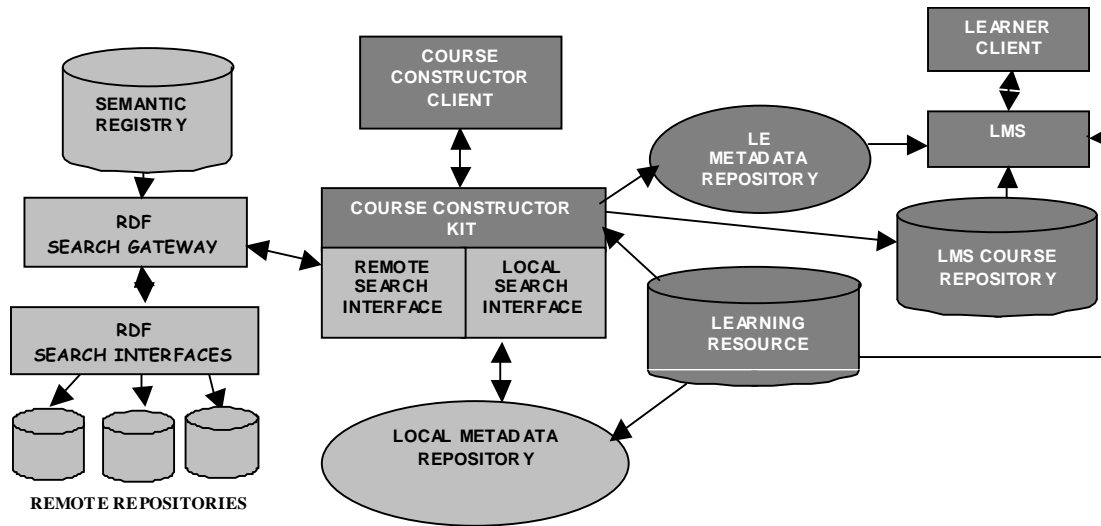 SEMANTIC
REGISTRY
RDF
SEARCH GATEWAY
RDF
SEARCH INTERFACES
REMOTE REPOSITORIES
COURSE
CONSTRUCTOR
CLIENT
COURSE CONSTRUCTOR
KIT
REMOTE
SEARCH
INTERFACE
LOCAL
SEARCH
INTERFACE
LOCAL METADATA
REPOSITORY
LE
METADATA
REPOSITORY
LEARNING
RESOURCE
LEARNER
CLIENT
LMS
LMS COURSE
REPOSITORY